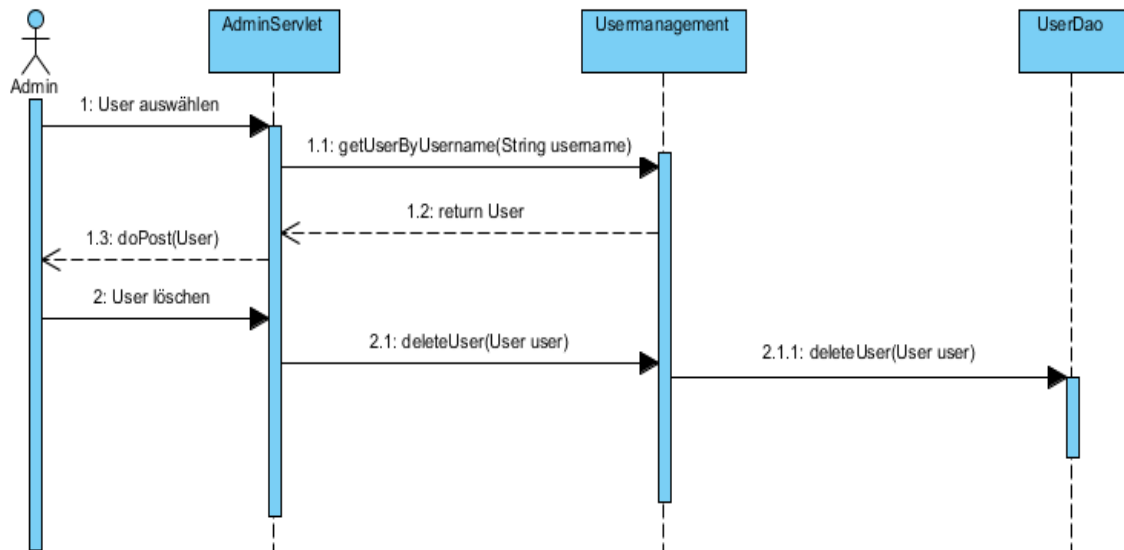 AdminServlet
Usermanagement
UserDao
Admin
1: User auswählen
1.1: getUserByUsername(String username)
1.2: return User
1.3: doPost(User)
2: User löschen
2.1: deleteUser(User user)
2.1.1: deleteUser(User user)